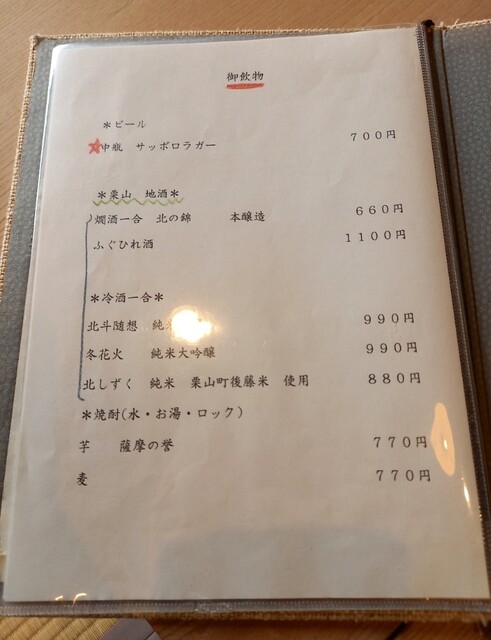 御飲物
＊ビール
中瓶 サッポロラガー 700円
＊栗山 地酒＊
燗酒一合 北の錦 本醸造 660円
ふぐひれ酒 1100円
＊冷酒一合＊
北斗随想 純 990円
冬花火 純米大吟醸 990円
北しずく 純米 栗山町後藤米 使用 880円
＊焼酎(水・お湯・ロック)
芋 薩摩の誉 770円
麦 770円